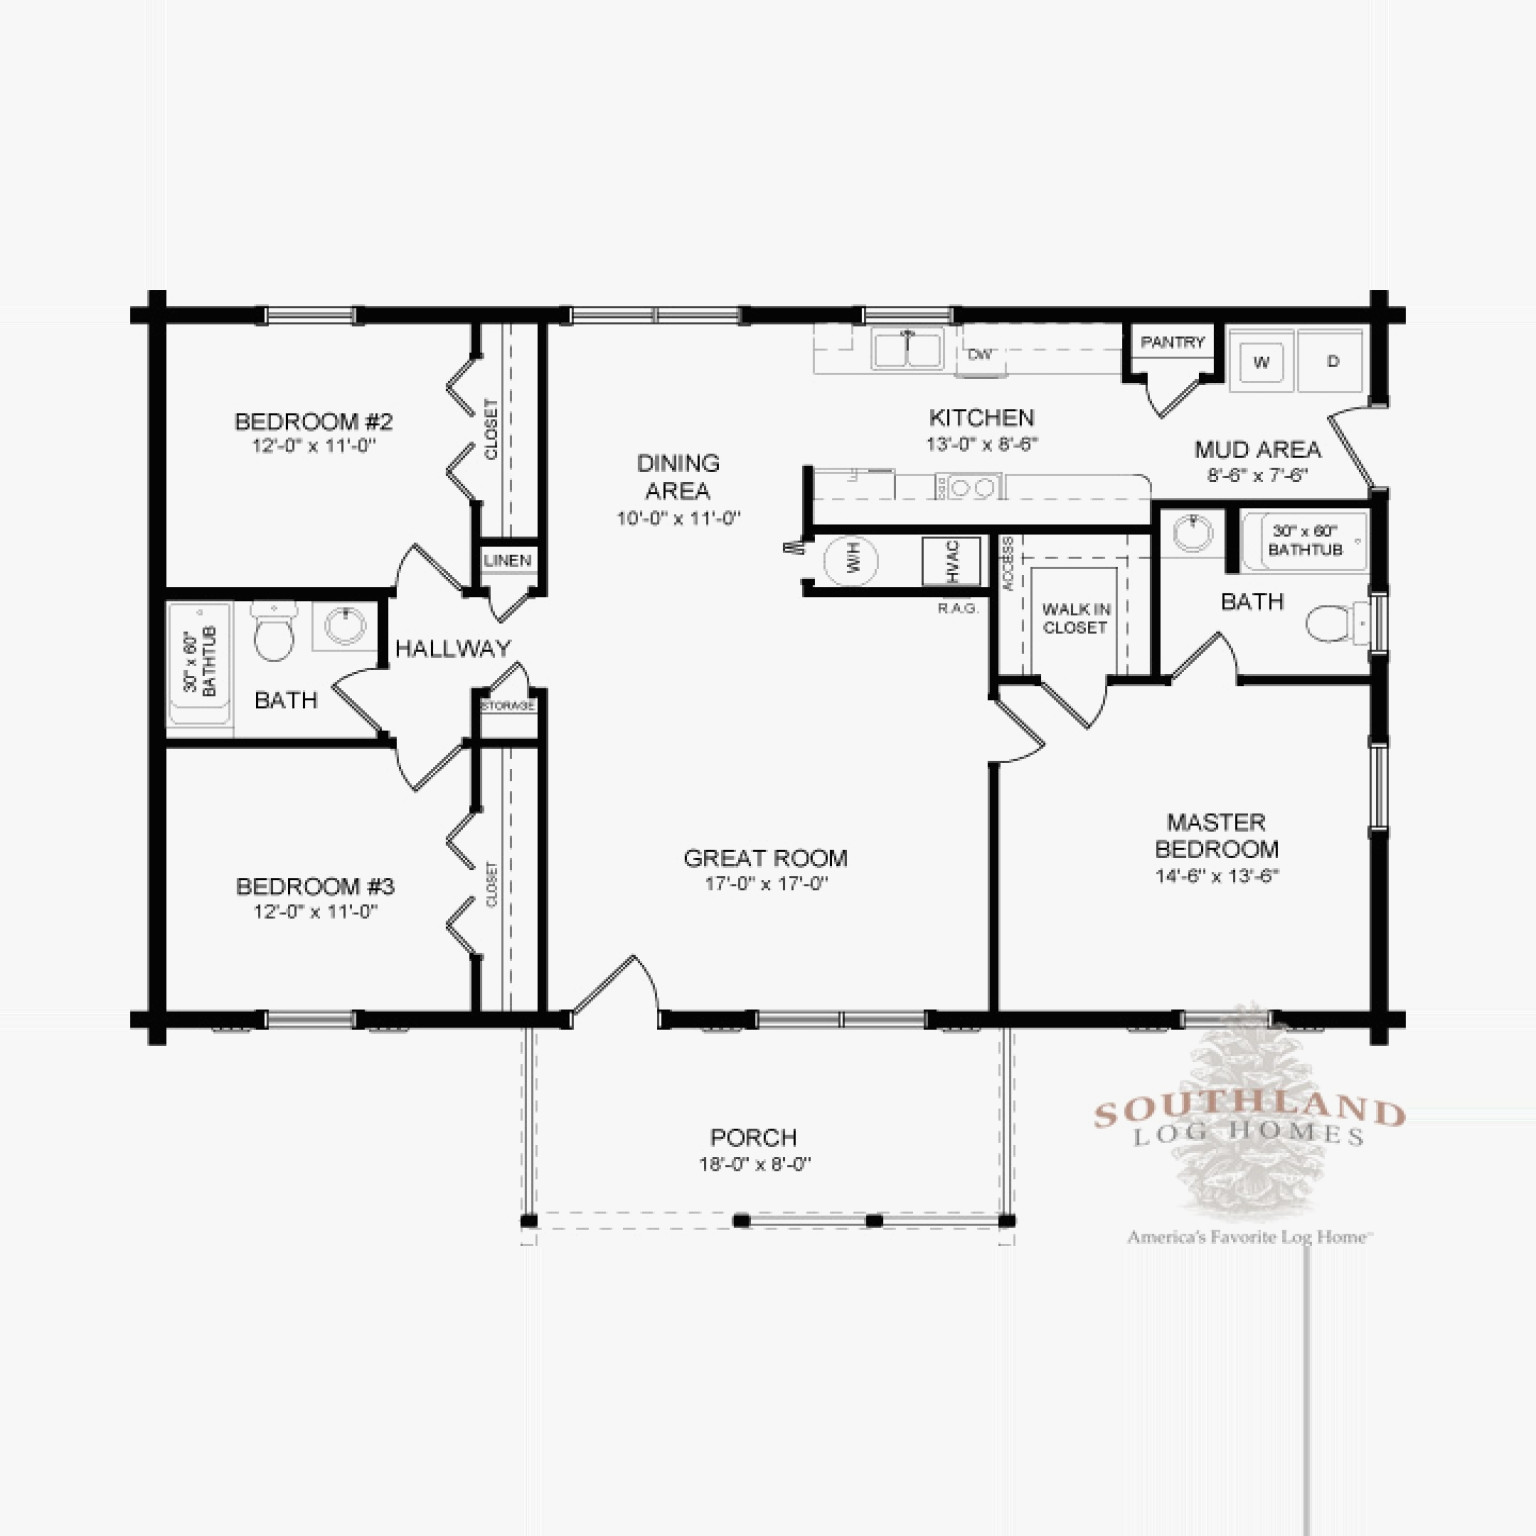 PANTRY
W
D
DW
BEDROOM #2
12'-0" x 11'-0"
CLOSET
KITCHEN
13'-0" x 8'-6"
MUD AREA
8'-6" x 7'-6"
DINING
AREA
10'-0" x 11'-0"
LINEN
W/H
HVAC
ACCESS
30" x 60"
BATHTUB
R.A.G.
WALK IN
CLOSET
BATH
30" x 60"
BATHTUB
HALLWAY
BATH
STORAGE
MASTER
BEDROOM
14'-6" x 13'-6"
GREAT ROOM
17'-0" x 17'-0"
BEDROOM #3
12'-0" x 11'-0"
CLOSET
PORCH
18'-0" x 8'-0"
SOUTHLAND
LOG HOMES
America's Favorite Log Home